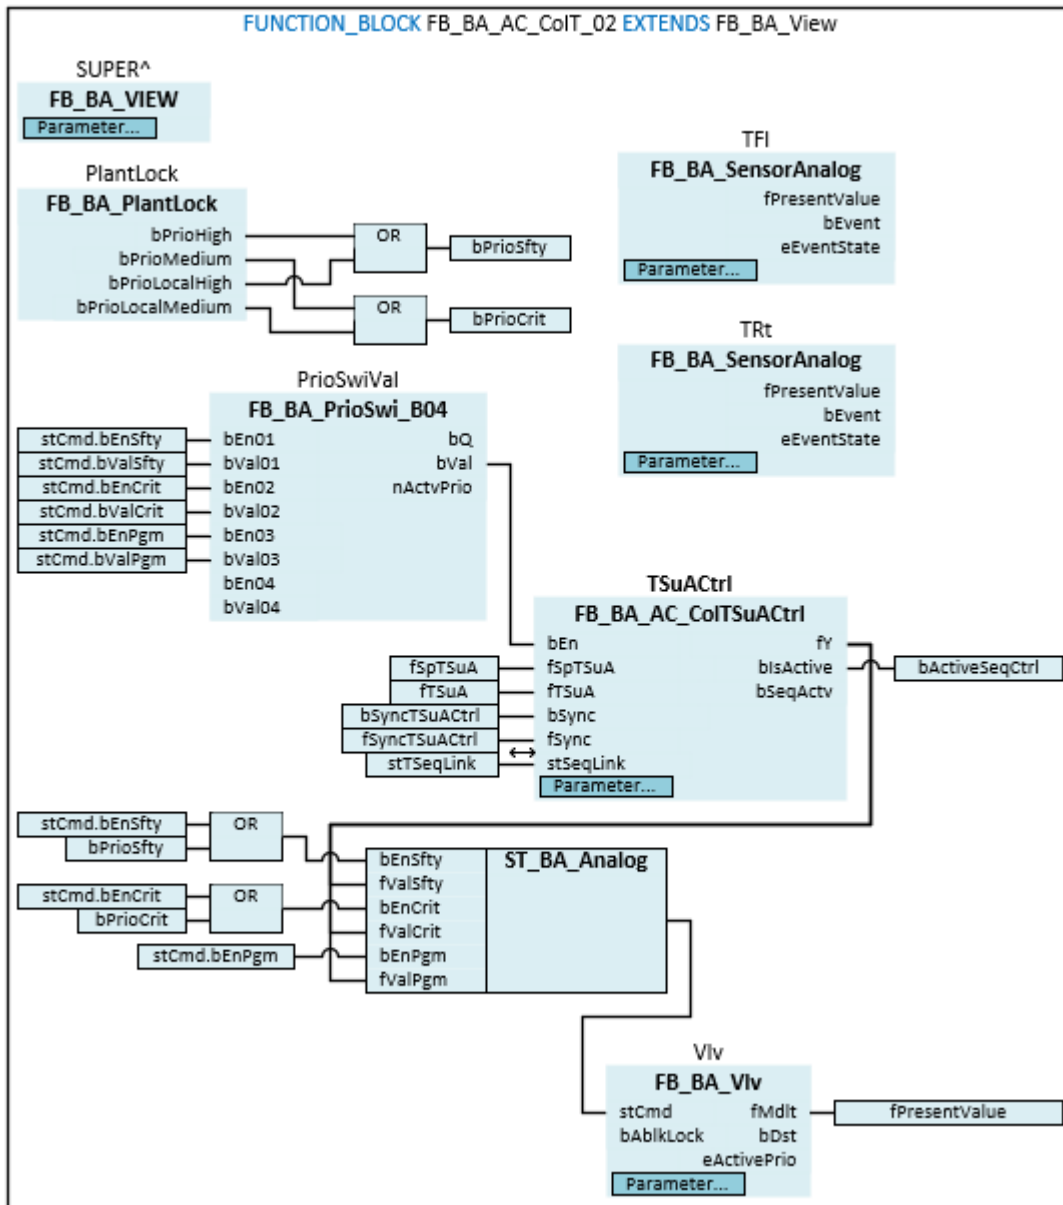 FUNCTION_BLOCK FB_BA_AC_ColT_02 EXTENDS FB_BA_View
SUPER^
FB_BA_VIEW
Parameter...
PlantLock
FB_BA_PlantLock
bPrioHigh
bPrioMedium
bPrioLocalHigh
bPrioLocalMedium
OR
bPrioSfty
OR
bPrioCrit
TFl
FB_BA_SensorAnalog
fPresentValue
bEvent
eEventState
Parameter...
TRt
FB_BA_SensorAnalog
fPresentValue
bEvent
eEventState
Parameter...
PrioSwiVal
FB_BA_PrioSwi_B04
stCmd.bEnSfty bEn01 bQ
stCmd.bValSfty bVal01 bVal
stCmd.bEnCrit bEn02 nActvPrio
stCmd.bValCrit bVal02
stCmd.bEnPgm bEn03
stCmd.bValPgm bVal03
bEn04
bVal04
TSuACtrl
FB_BA_AC_ColTSuACtrl
bEn fY
fSpTSuA fSpTSuA bIsActive bActiveSeqCtrl
fTSuA fTSuA bSeqActv
bSyncTSuACtrl bSync
fSyncTSuACtrl fSync
stTSeqLink stSeqLink
Parameter...
stCmd.bEnSfty OR
bPrioSfty
stCmd.bEnCrit OR
bPrioCrit
stCmd.bEnPgm
ST_BA_Analog
bEnSfty
fValSfty
bEnCrit
fValCrit
bEnPgm
fValPgm
Vlv
FB_BA_Vlv
stCmd fMdlt fPresentValue
bAblkLock bDst
eActivePrio
Parameter...